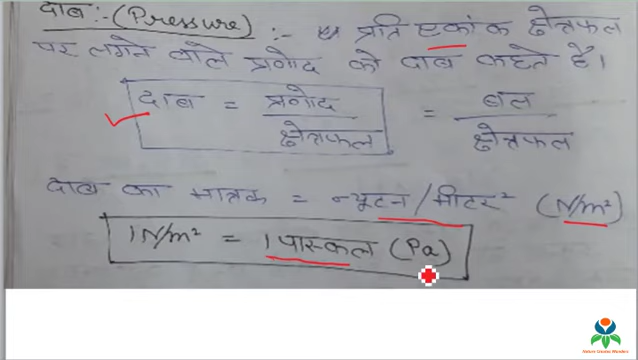 दाब:-(Pressure) :- प्रति एकांक क्षेत्रफल
पर लगने वाले प्रणोद को दाब कहते हैं।
दाब = प्रणोद / क्षेत्रफल = बल / क्षेत्रफल
दाब का मात्रक = न्यूटन/मीटर² (N/m²)
1N/m² = 1 पास्कल (Pa)